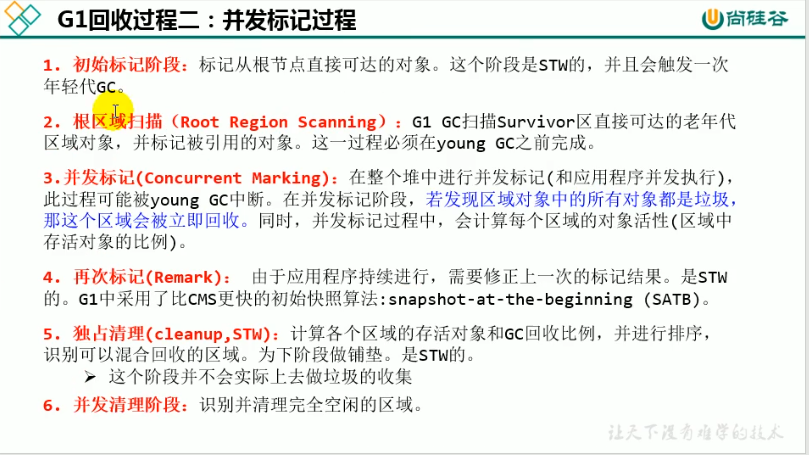 G1回收过程二：并发标记过程
尚硅谷
1. 初始标记阶段：标记从根节点直接可达的对象。这个阶段是STW的，并且会触发一次
年轻代GC。
2. 根区域扫描（Root Region Scanning）：G1 GC扫描Survivor区直接可达的老年代
区域对象，并标记被引用的对象。这一过程必须在young GC之前完成。
3.并发标记(Concurrent Marking)：在整个堆中进行并发标记(和应用程序并发执行)，
此过程可能被young GC中断。在并发标记阶段，若发现区域对象中的所有对象都是垃圾，
那这个区域会被立即回收。同时，并发标记过程中，会计算每个区域的对象活性(区域中
存活对象的比例)。
4. 再次标记(Remark)： 由于应用程序持续进行，需要修正上一次的标记结果。是STW
的。G1中采用了比CMS更快的初始快照算法:snapshot-at-the-beginning (SATB)。
5. 独占清理(cleanup,STW)：计算各个区域的存活对象和GC回收比例，并进行排序，
识别可以混合回收的区域。为下阶段做铺垫。是STW的。
➢ 这个阶段并不会实际上去做垃圾的收集
6. 并发清理阶段：识别并清理完全空闲的区域。
让天下没有难学的技术